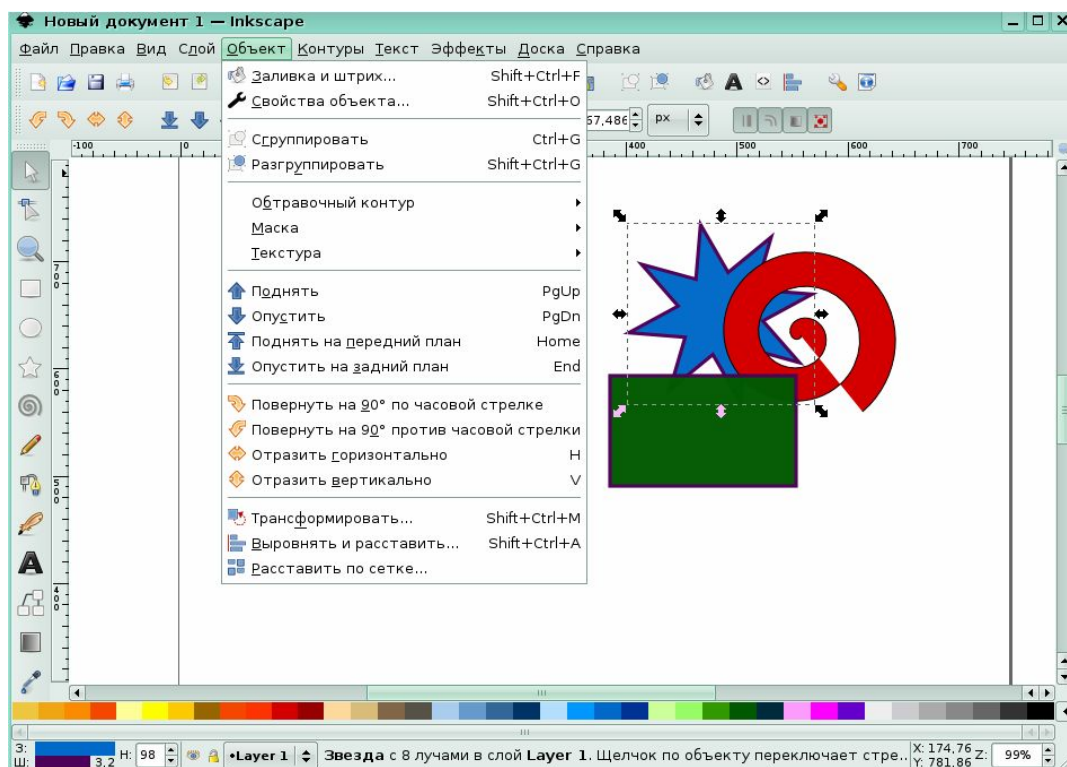 Новый документ 1 — Inkscape
Файл Правка Вид Слой Объект Контуры Текст Эффекты Доска Справка
Заливка и штрих... Shift+Ctrl+F
Свойства объекта... Shift+Ctrl+O
67,486 px
Сгруппировать Ctrl+G
Разгруппировать Shift+Ctrl+G
-100 0 400 500 600 700
Обтравочный контур
Маска
Текстура
700
Поднять PgUp
Опустить PgDn
Поднять на передний план Home
Опустить на задний план End
600
Повернуть на 90° по часовой стрелке
Повернуть на 90° против часовой стрелки
Отразить горизонтально H
Отразить вертикально V
500
Трансформировать... Shift+Ctrl+M
Выровнять и расставить... Shift+Ctrl+A
Расставить по сетке...
400
З: Н: 98 •Layer 1 Звезда с 8 лучами в слой Layer 1. Щелчок по объекту переключает стре.. X: 174,76 Z: 99%
Ш: 3,2 Y: 781,86